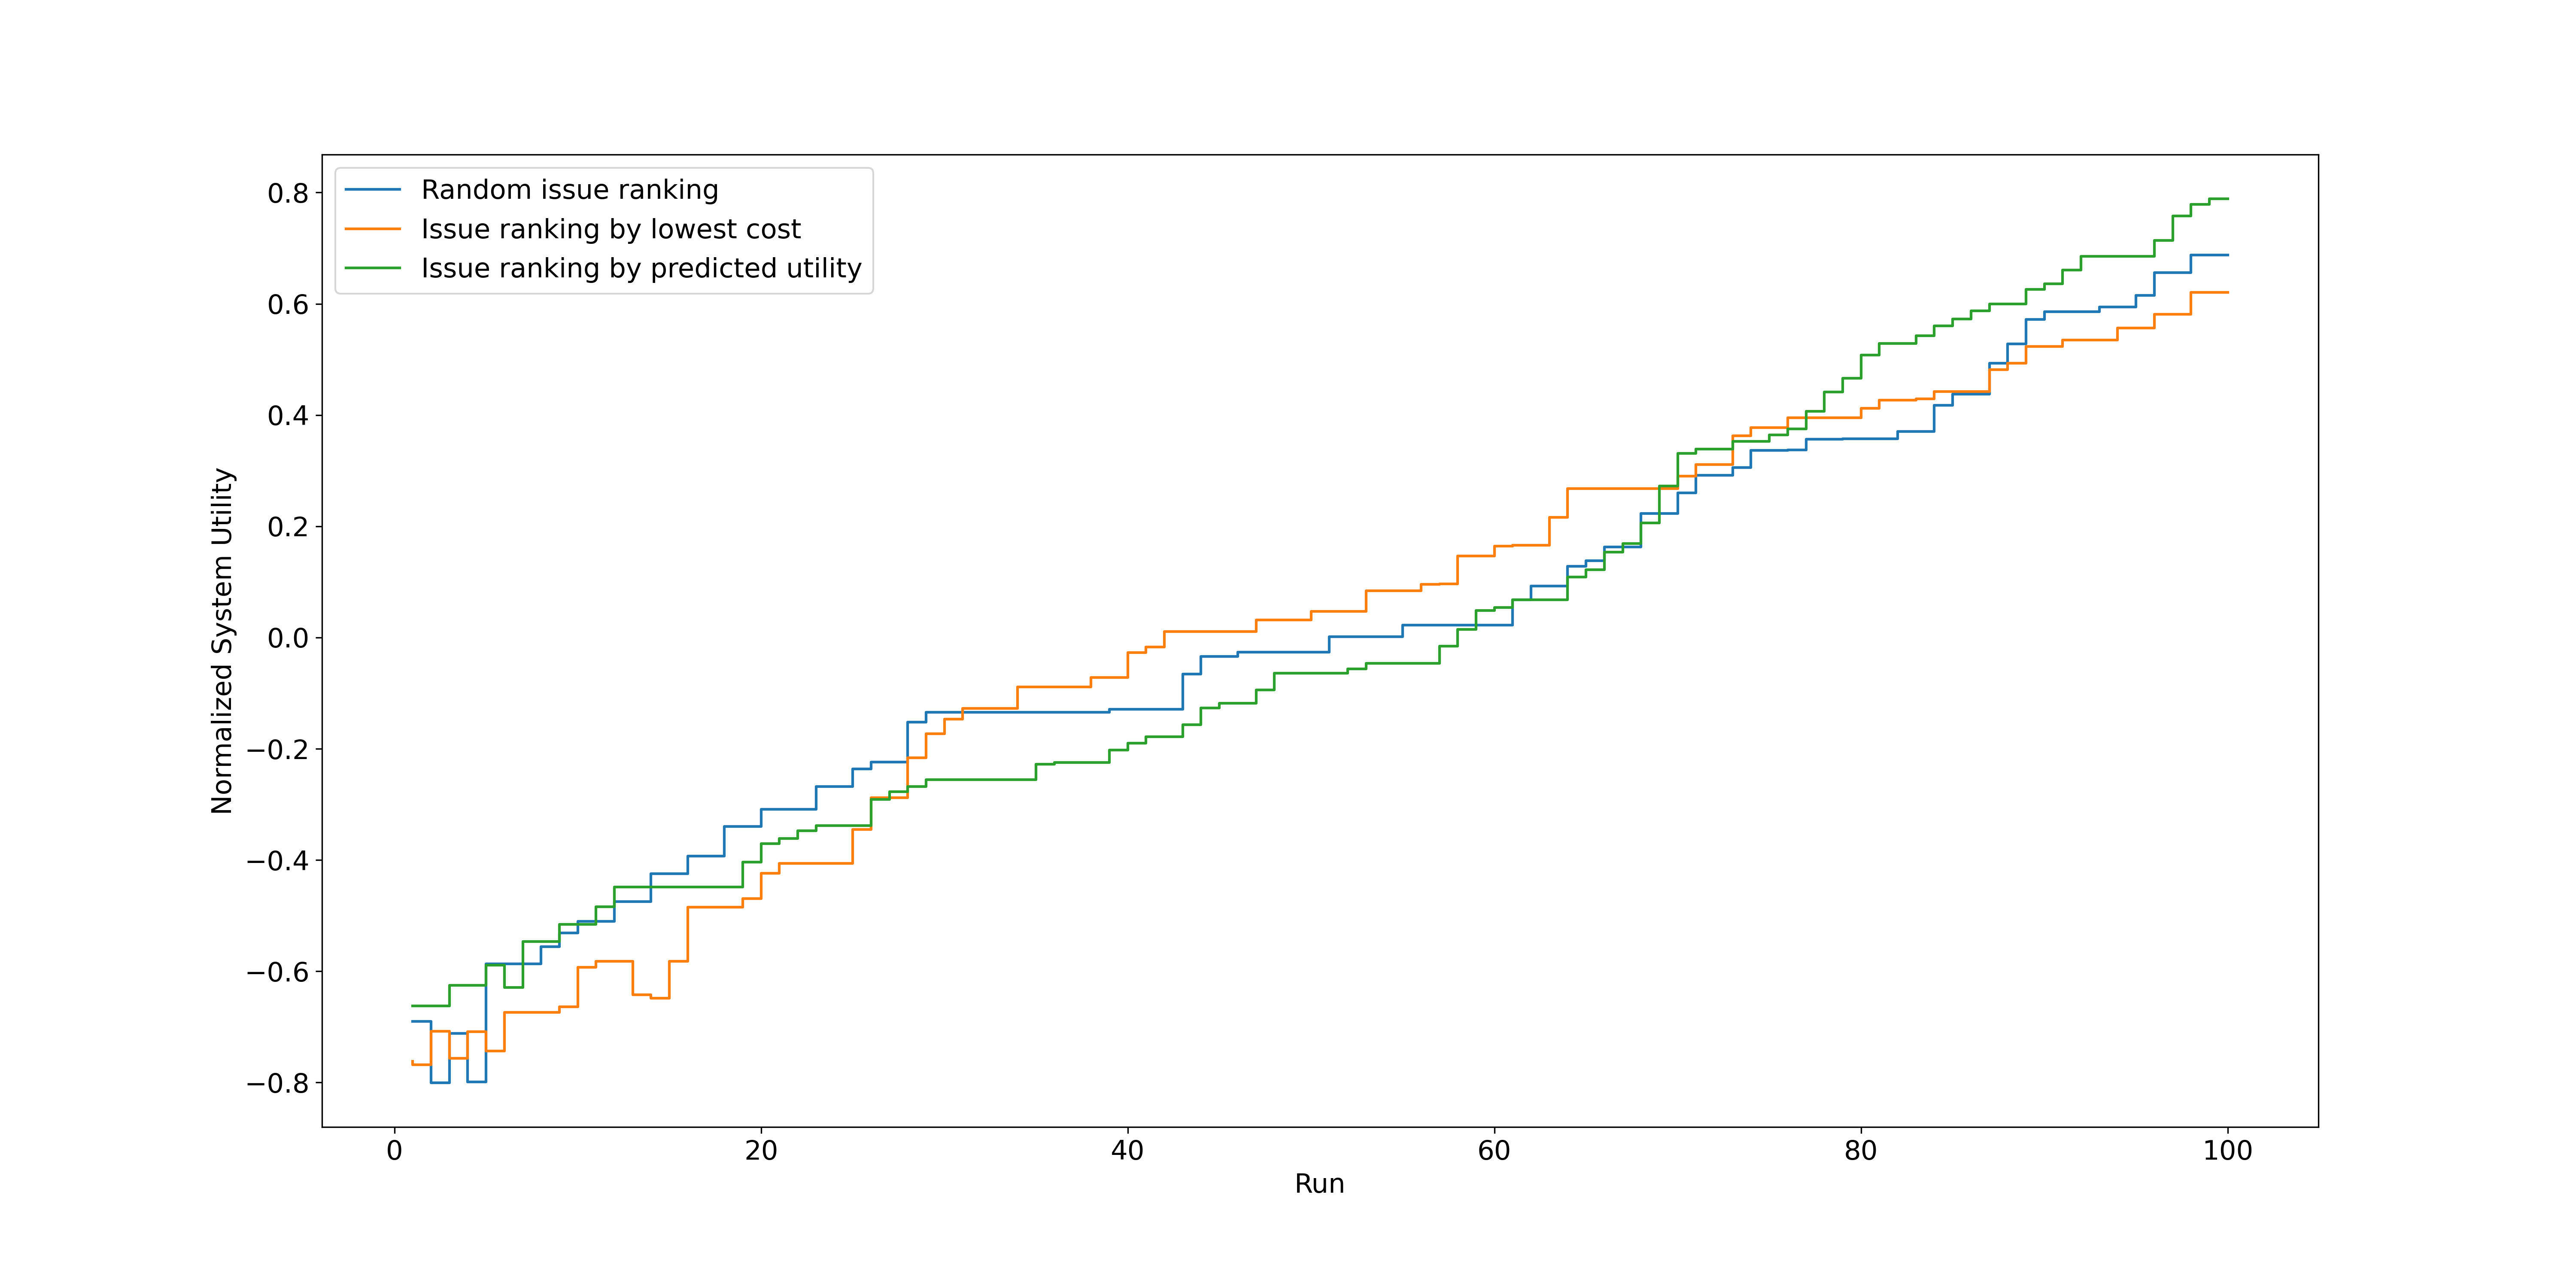 Random issue ranking
Issue ranking by lowest cost
Issue ranking by predicted utility
0.8
0.6
0.4
0.2
0.0
−0.2
−0.4
−0.6
−0.8
Normalized System Utility
0 20 40 60 80 100
Run